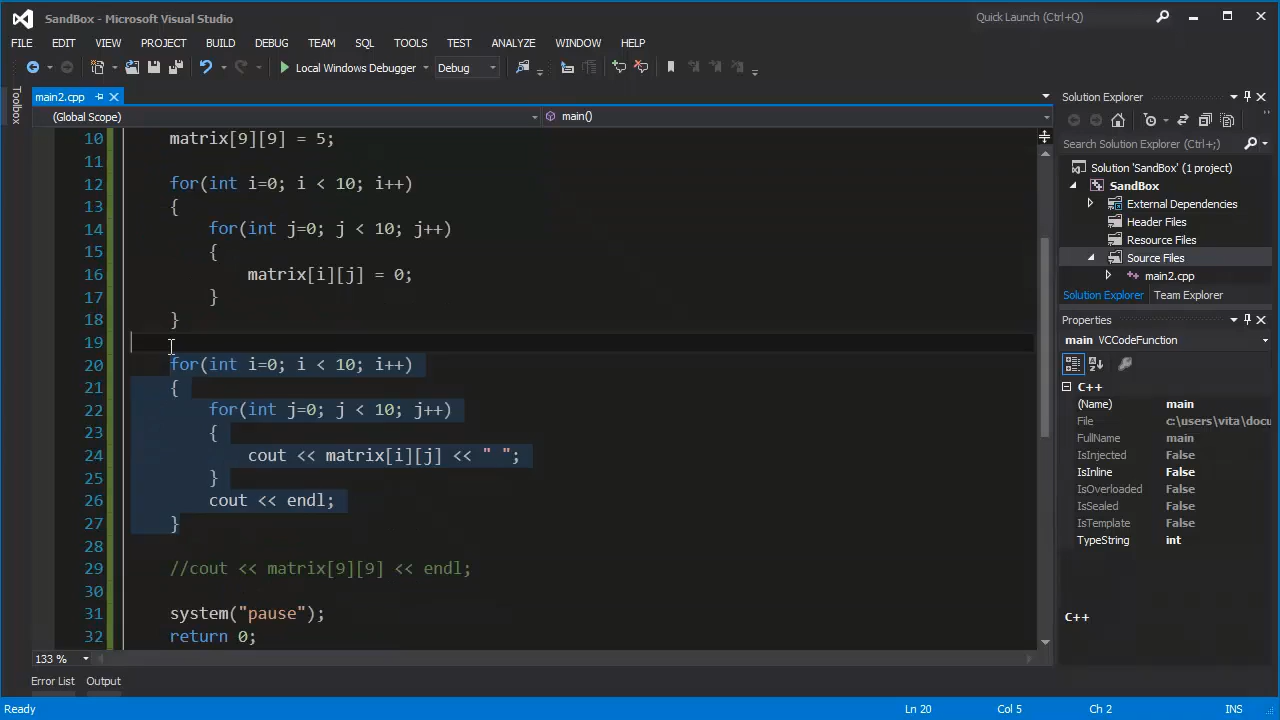 SandBox - Microsoft Visual Studio
Quick Launch (Ctrl+Q)
FILE EDIT VIEW PROJECT BUILD DEBUG TEAM SQL TOOLS TEST ANALYZE WINDOW HELP
Local Windows Debugger Debug
Toolbox
main2.cpp
(Global Scope) main()
10 matrix[9][9] = 5;
11
12 for(int i=0; i < 10; i++)
13 {
14 for(int j=0; j < 10; j++)
15 {
16 matrix[i][j] = 0;
17 }
18 }
19
20 for(int i=0; i < 10; i++)
21 {
22 for(int j=0; j < 10; j++)
23 {
24 cout << matrix[i][j] << " ";
25 }
26 cout << endl;
27 }
28
29 //cout << matrix[9][9] << endl;
30
31 system("pause");
32 return 0;
133 %
Error List Output
Solution Explorer
Search Solution Explorer (Ctrl+;)
Solution 'SandBox' (1 project)
SandBox
External Dependencies
Header Files
Resource Files
Source Files
main2.cpp
Solution Explorer Team Explorer
Properties
main VCCodeFunction
C++
(Name) main
File c:\users\vita\docu
FullName main
IsInjected False
IsInline False
IsOverloaded False
IsSealed False
IsTemplate False
TypeString int
C++
Ready Ln 20 Col 5 Ch 2 INS